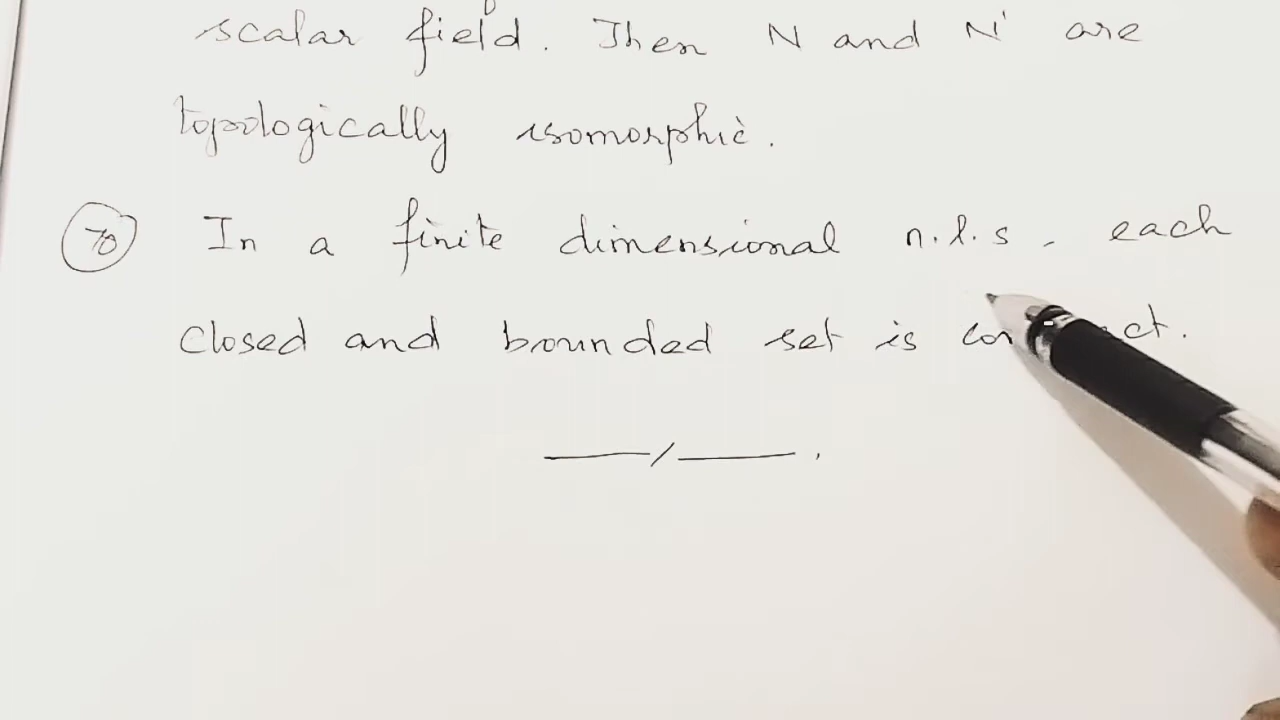 scalar field. Then N and N' are
topologically isomorphic.
70 In a finite dimensional n.l.s. each
closed and bounded set is